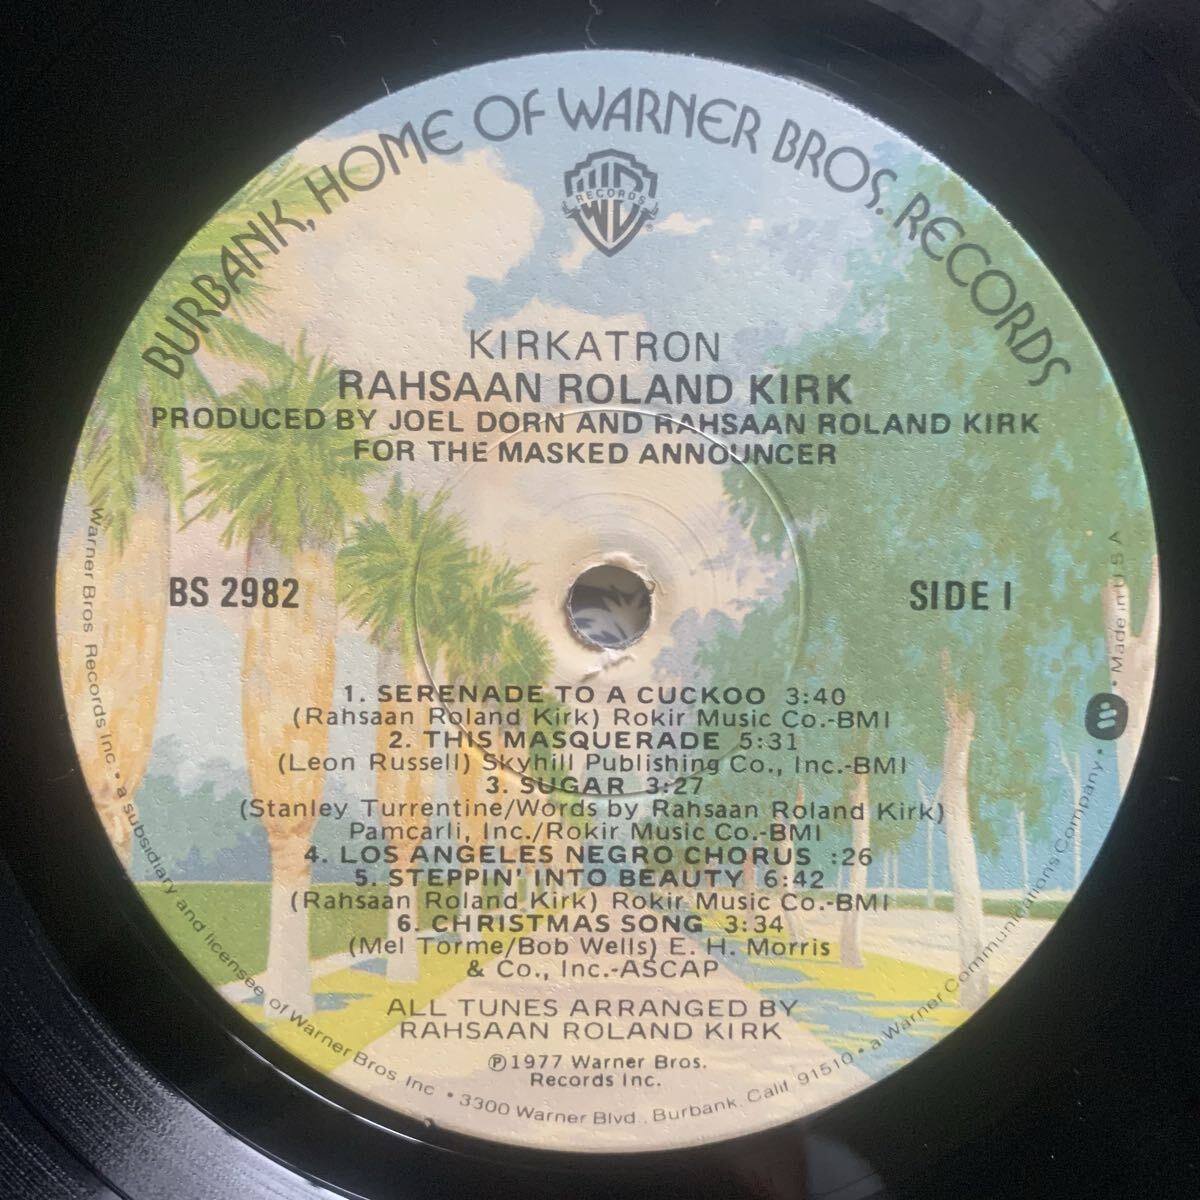 BURBANK, HOME OF WARNER BROS. RECORDS
WB
RECORDS
®
KIRKATRON
RAHSAAN ROLAND KIRK
PRODUCED BY JOEL DORN AND RAHSAAN ROLAND KIRK
FOR THE MASKED ANNOUNCER
BS 2982
SIDE I
1. SERENADE TO A CUCKOO 3:40
(Rahsaan Roland Kirk) Rokir Music Co.-BMI
2. THIS MASQUERADE 5:31
(Leon Russell) Skyhill Publishing Co., Inc.-BMI
3. SUGAR 3:27
(Stanley Turrentine/Words by Rahsaan Roland Kirk)
Pamcarli, Inc./Rokir Music Co.-BMI
4. LOS ANGELES NEGRO CHORUS :26
5. STEPPIN' INTO BEAUTY 6:42
(Rahsaan Roland Kirk) Rokir Music Co.-BMI
6. CHRISTMAS SONG 3:34
(Mel Torme/Bob Wells) E. H. Morris
& Co., Inc.-ASCAP
ALL TUNES ARRANGED BY
RAHSAAN ROLAND KIRK
℗1977 Warner Bros.
Records Inc.
Warner Bros. Records Inc. • a subsidiary and licensee of Warner Bros. Inc. • 3300 Warner Blvd., Burbank, Calif. 91510 • a Warner Communications Company • • Made in U S A